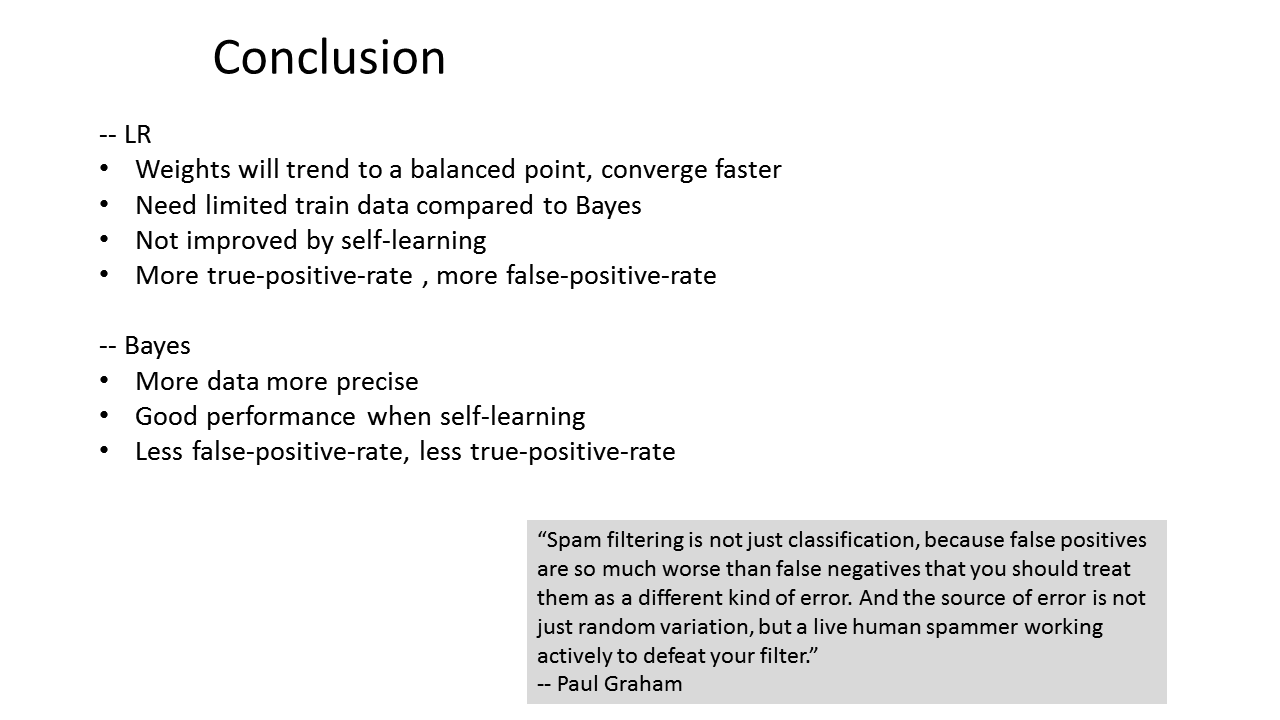 Conclusion
-- LR
• Weights will trend to a balanced point, converge faster
• Need limited train data compared to Bayes
• Not improved by self-learning
• More true-positive-rate , more false-positive-rate
-- Bayes
• More data more precise
• Good performance when self-learning
• Less false-positive-rate, less true-positive-rate
“Spam filtering is not just classification, because false positives
are so much worse than false negatives that you should treat
them as a different kind of error. And the source of error is not
just random variation, but a live human spammer working
actively to defeat your filter.”
-- Paul Graham